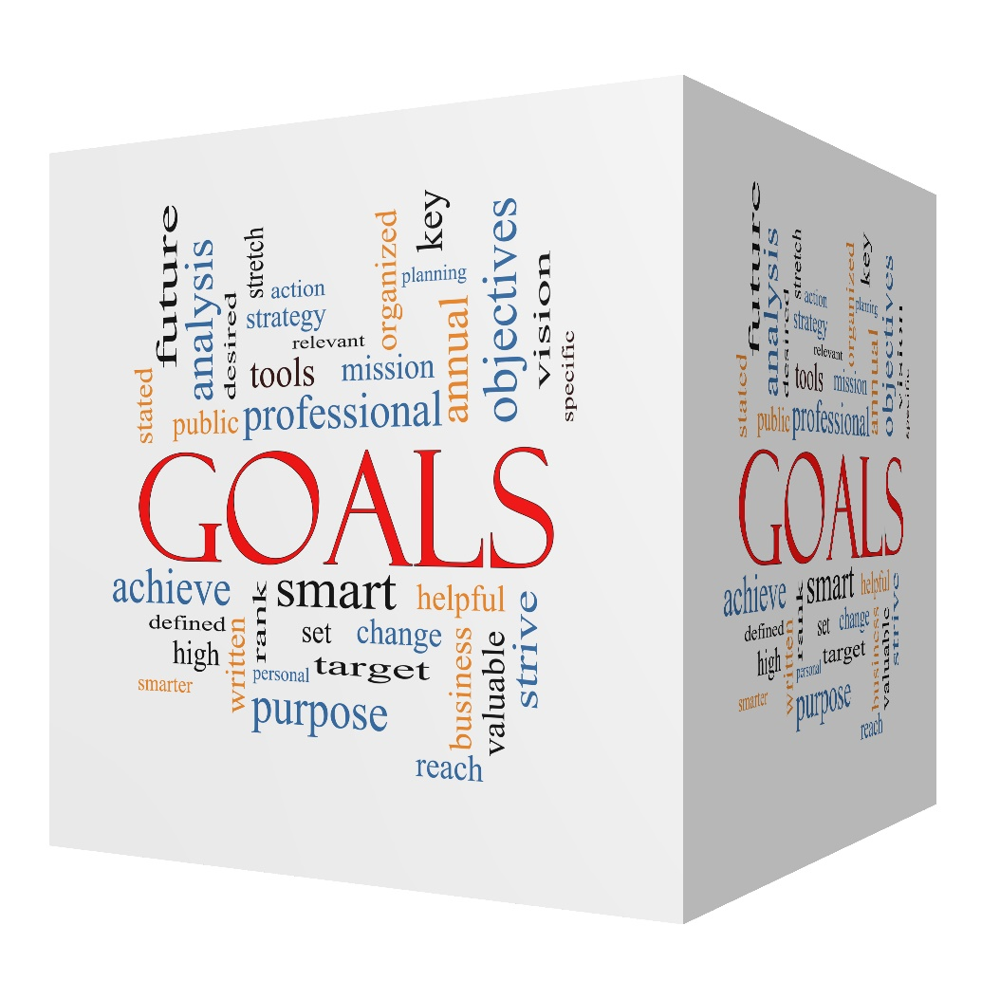 future
analysis
stretch
desired
stated
action
strategy
relevant
tools
mission
public
professional
organized
key
planning
annual
objectives
vision
specific
GOALS
achieve
smart
helpful
defined
rank
set
change
strive
high
written
personal
target
business
valuable
smarter
purpose
reach
future
analysis
stretch
desired
stated
action
strategy
relevant
tools
mission
public
professional
organized
key
planning
annual
objectives
vision
specific
GOALS
achieve
smart
helpful
defined
rank
set
change
strive
high
written
personal
target
business
valuable
smarter
purpose
reach